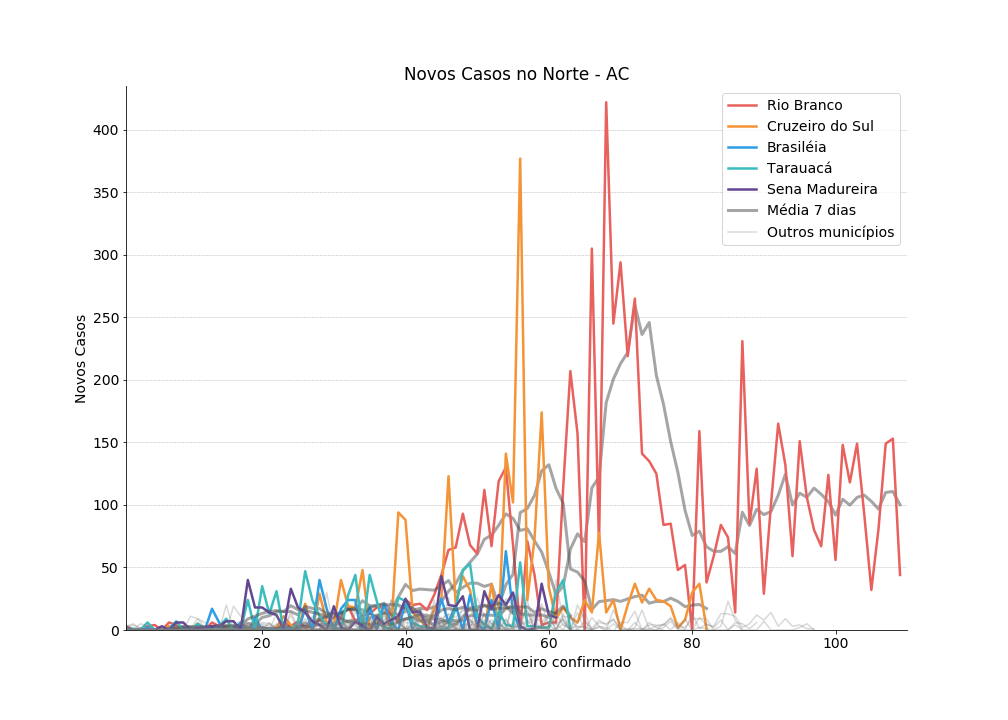 Novos Casos no Norte - AC
Rio Branco
Cruzeiro do Sul
Brasiléia
Tarauacá
Sena Madureira
Média 7 dias
Outros municípios
Novos Casos
400
350
300
250
200
150
100
50
0
20
40
60
80
100
Dias após o primeiro confirmado